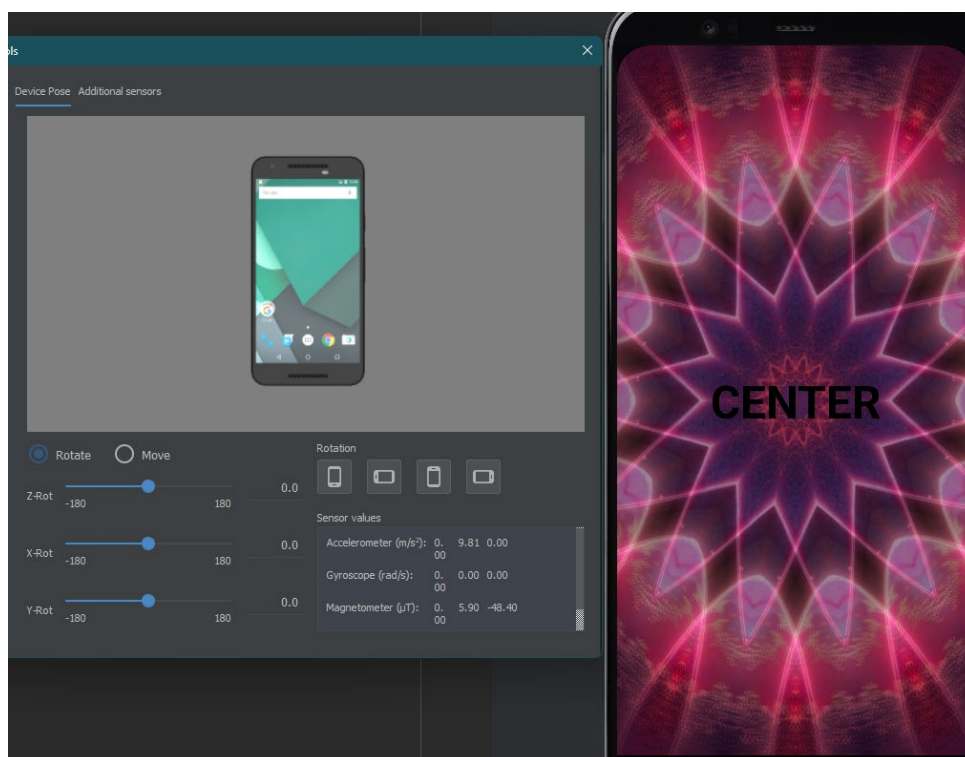 ols
Device Pose Additional sensors
Rotate Move
Z-Rot -180 180 0.0
X-Rot -180 180 0.0
Y-Rot -180 180 0.0
Rotation
Sensor values
Accelerometer (m/s²): 0.00 9.81 0.00
Gyroscope (rad/s): 0.00 0.00 0.00
Magnetometer (μT): 0.00 5.90 -48.40
CENTER